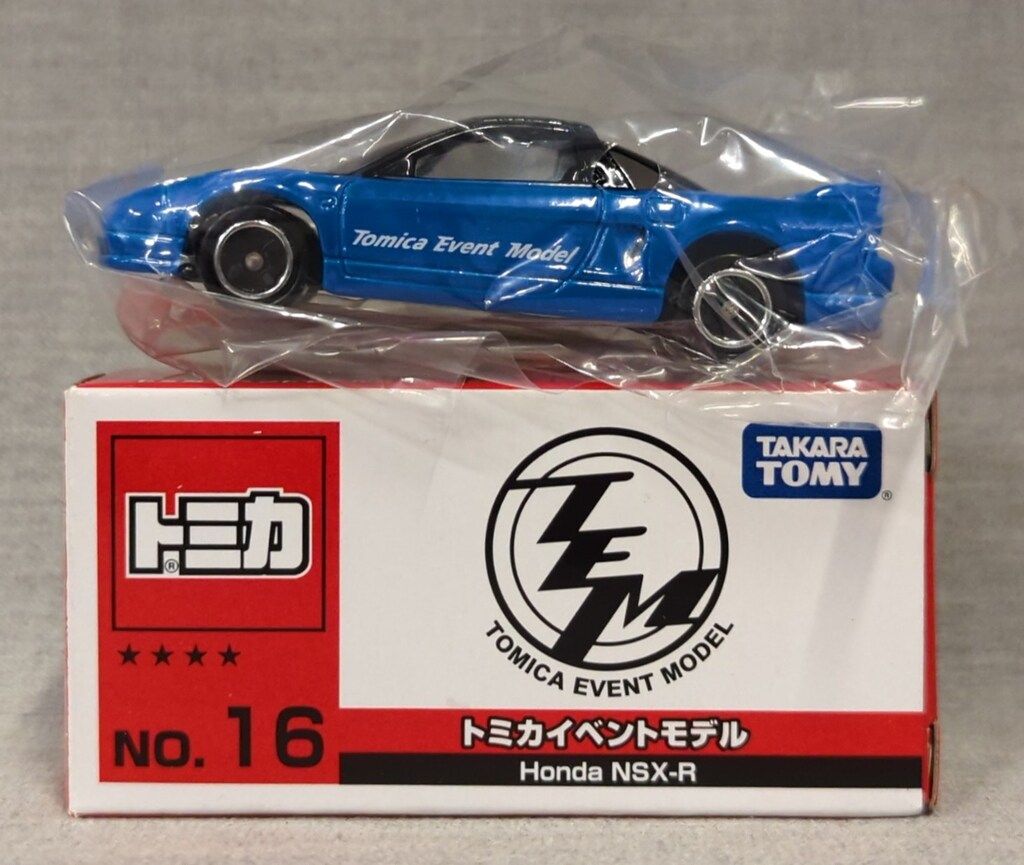 Tomica Event Model
トミカ®
★★★★
NO. 16
TEM
TOMICA EVENT MODEL
TAKARA
TOMY®
トミカイベントモデル
Honda NSX-R